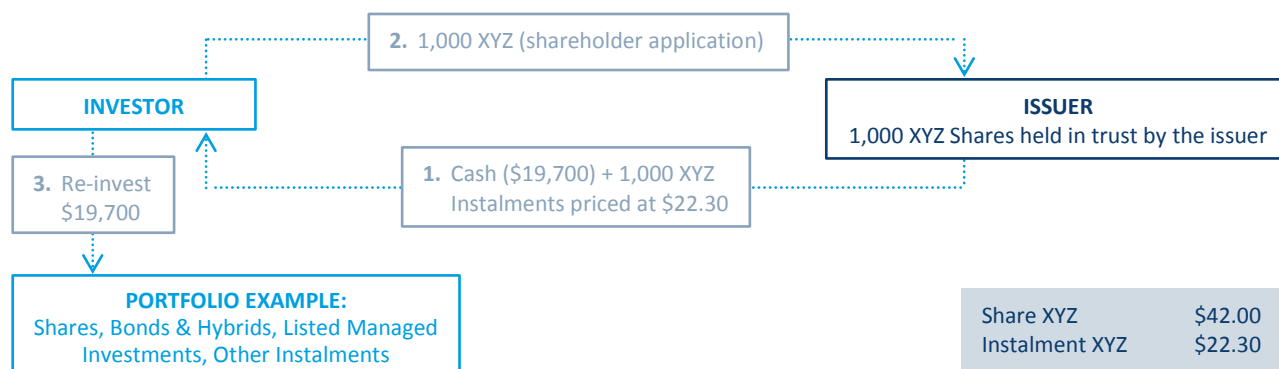 2. 1,000 XYZ (shareholder application)
INVESTOR
ISSUER
1,000 XYZ Shares held in trust by the issuer
1. Cash ($19,700) + 1,000 XYZ
Instalments priced at $22.30
3. Re-invest
$19,700
PORTFOLIO EXAMPLE:
Shares, Bonds & Hybrids, Listed Managed
Investments, Other Instalments
Share XYZ $42.00
Instalment XYZ $22.30